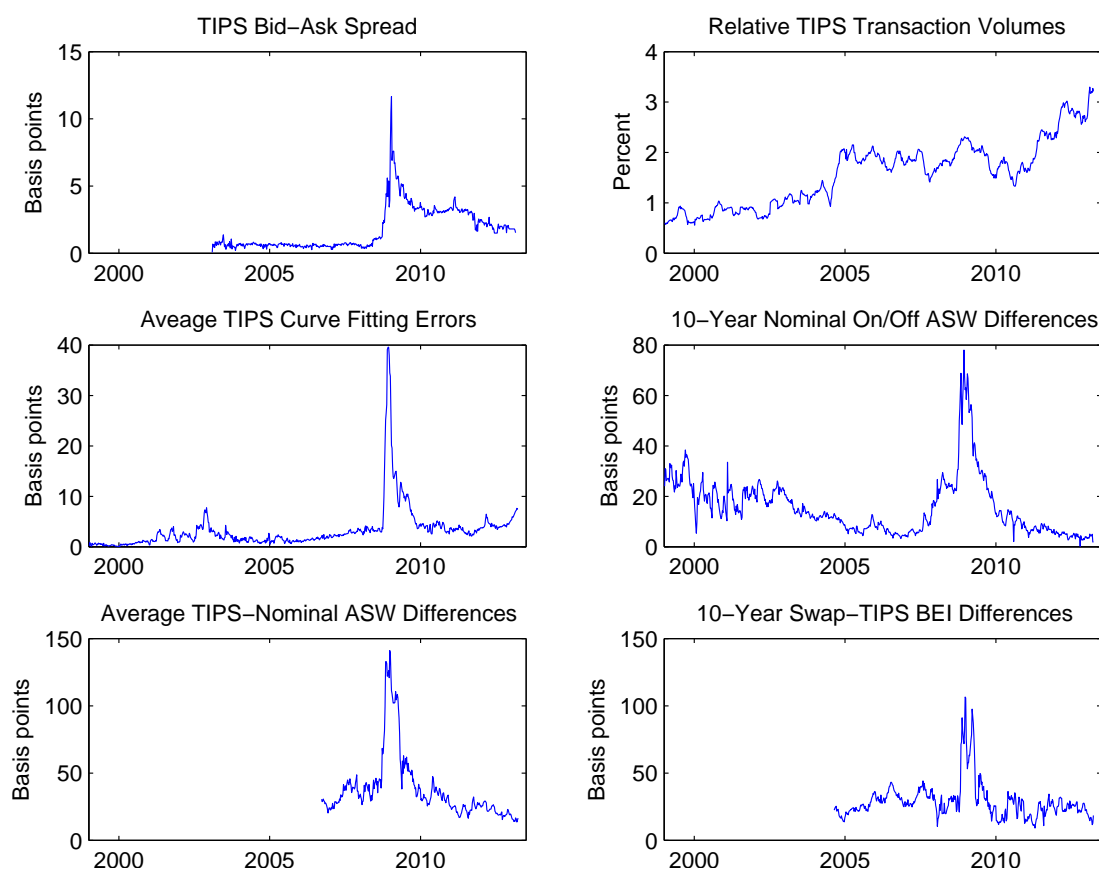 TIPS Bid−Ask Spread
Basis points
15
10
5
0
2000 2005 2010
Relative TIPS Transaction Volumes
Percent
4
3
2
1
0
2000 2005 2010
Aveage TIPS Curve Fitting Errors
Basis points
40
30
20
10
0
2000 2005 2010
10−Year Nominal On/Off ASW Differences
Basis points
80
60
40
20
0
2000 2005 2010
Average TIPS−Nominal ASW Differences
Basis points
150
100
50
0
2000 2005 2010
10−Year Swap−TIPS BEI Differences
Basis points
150
100
50
0
2000 2005 2010